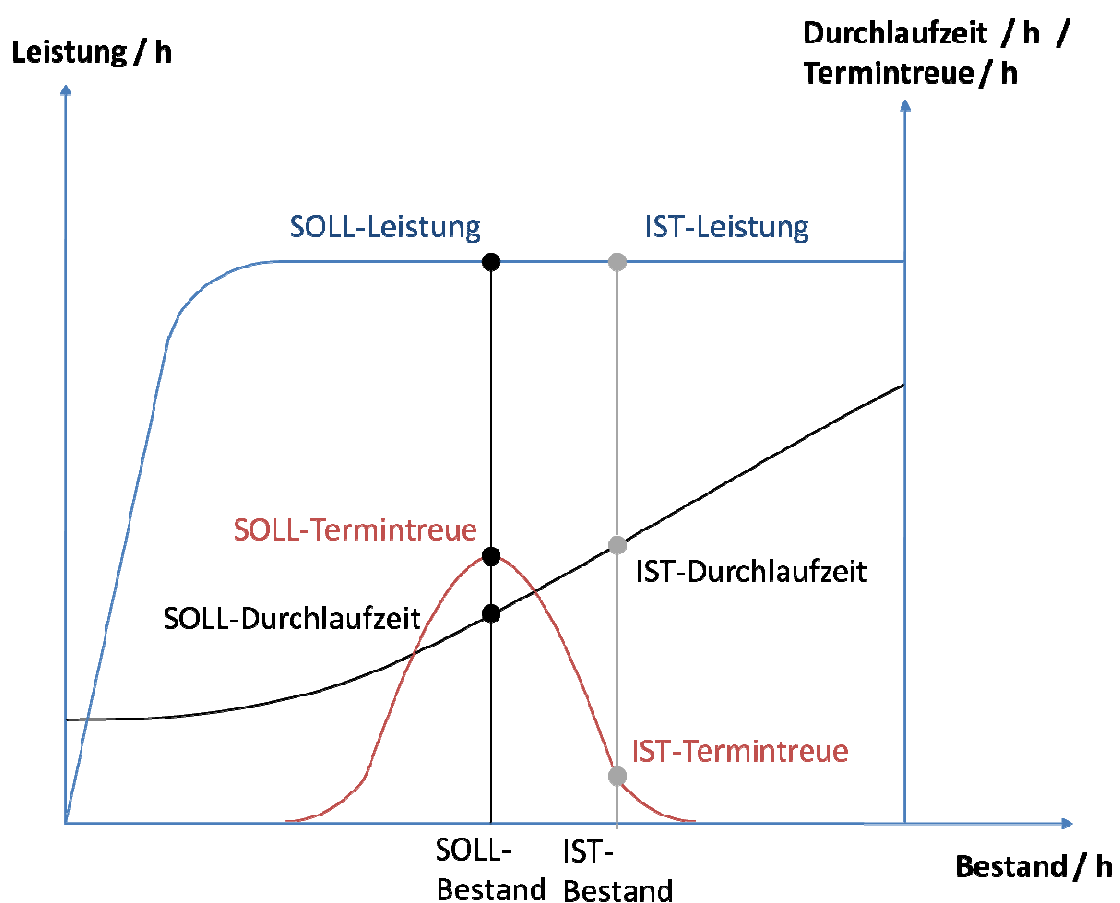 Leistung / h
Durchlaufzeit / h /
Termintreue / h
SOLL-Leistung
IST-Leistung
SOLL-Termintreue
IST-Durchlaufzeit
SOLL-Durchlaufzeit
IST-Termintreue
SOLL-
Bestand
IST-
Bestand
Bestand / h